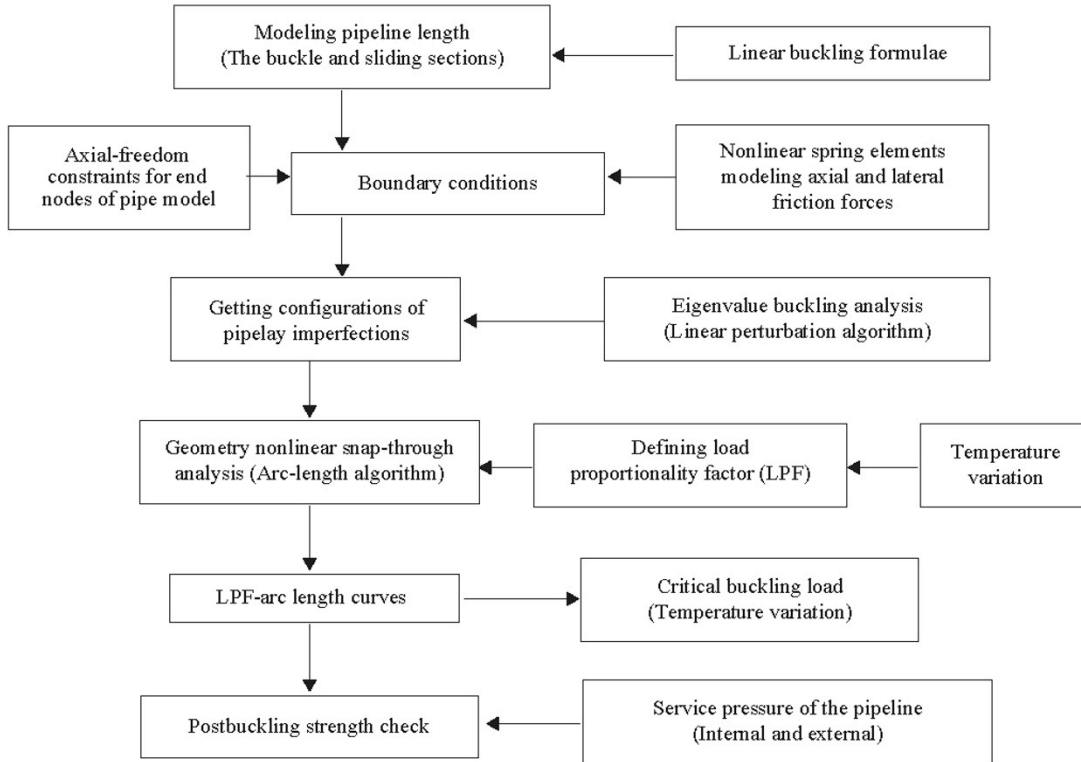 Modeling pipeline length
(The buckle and sliding sections)
Linear buckling formulae
Axial-freedom
constraints for end
nodes of pipe model
Boundary conditions
Nonlinear spring elements
modeling axial and lateral
friction forces
Getting configurations of
pipelay imperfections
Eigenvalue buckling analysis
(Linear perturbation algorithm)
Geometry nonlinear snap-through
analysis (Arc-length algorithm)
Defining load
proportionality factor (LPF)
Temperature
variation
LPF-arc length curves
Critical buckling load
(Temperature variation)
Postbuckling strength check
Service pressure of the pipeline
(Internal and external)